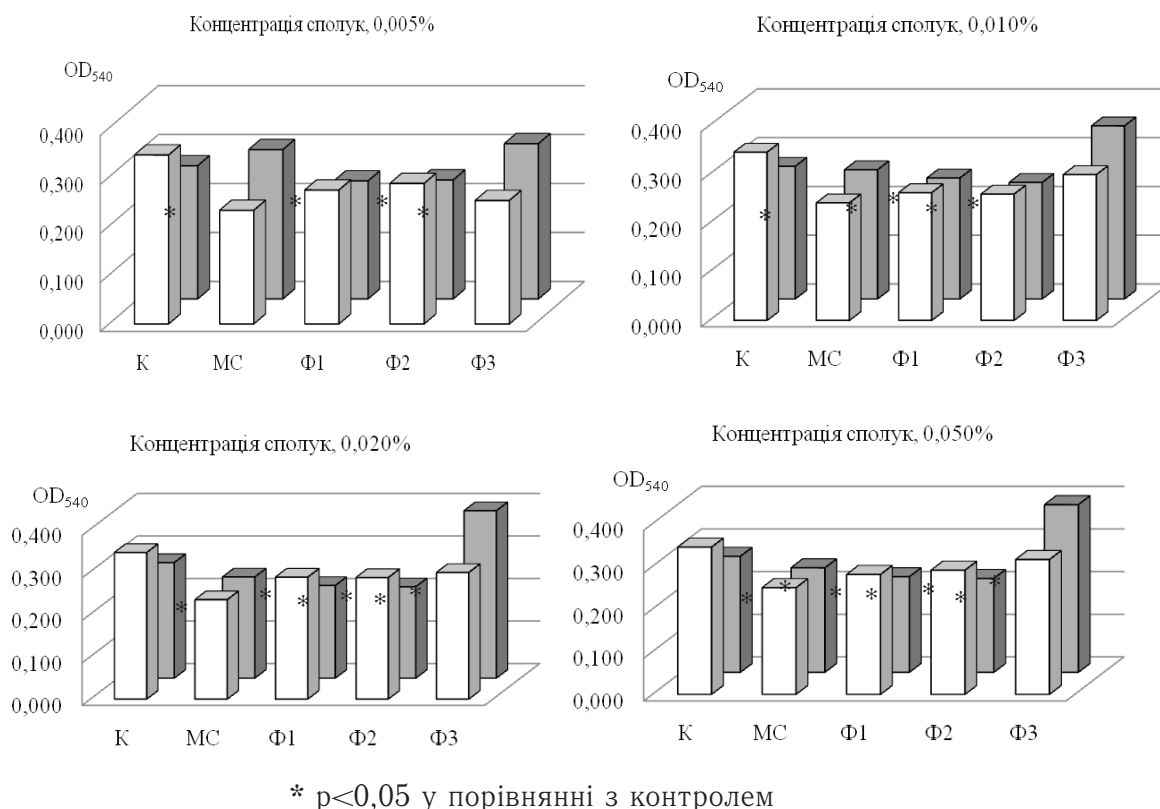 Концентрація сполук, 0,005%
OD540
0,400
0,300
0,200
0,100
0,000
* * * *
К МС Ф1 Ф2 Ф3
Концентрація сполук, 0,010%
OD540
0,400
0,300
0,200
0,100
0,000
* * * * *
К МС Ф1 Ф2 Ф3
Концентрація сполук, 0,020%
OD540
0,400
0,300
0,200
0,100
0,000
* * * * * *
К МС Ф1 Ф2 Ф3
Концентрація сполук, 0,050%
OD540
0,400
0,300
0,200
0,100
0,000
* * * * * * *
К МС Ф1 Ф2 Ф3
* p<0,05 у порівнянні з контролем